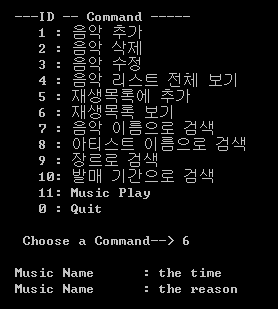 ---ID -- Command -----
1 : 음악 추가
2 : 음악 삭제
3 : 음악 수정
4 : 음악 리스트 전체 보기
5 : 재생목록에 추가
6 : 재생목록 보기
7 : 음악 이름으로 검색
8 : 아티스트 이름으로 검색
9 : 장르로 검색
10: 발매 기간으로 검색
11: Music Play
0 : Quit
Choose a Command--> 6
Music Name : the time
Music Name : the reason